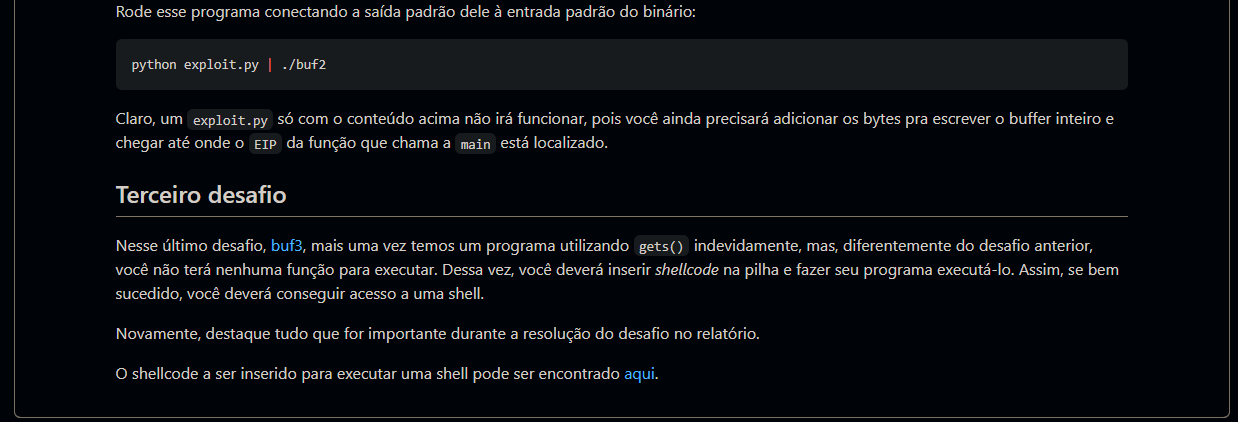 Rode esse programa conectando a saída padrão dele à entrada padrão do binário:
python exploit.py | ./buf2
Claro, um exploit.py só com o conteúdo acima não irá funcionar, pois você ainda precisará adicionar os bytes pra escrever o buffer inteiro e
chegar até onde o EIP da função que chama a main está localizado.
Terceiro desafio
Nesse último desafio, buf3, mais uma vez temos um programa utilizando gets() indevidamente, mas, diferentemente do desafio anterior,
você não terá nenhuma função para executar. Dessa vez, você deverá inserir shellcode na pilha e fazer seu programa executá-lo. Assim, se bem
sucedido, você deverá conseguir acesso a uma shell.
Novamente, destaque tudo que for importante durante a resolução do desafio no relatório.
O shellcode a ser inserido para executar uma shell pode ser encontrado aqui.